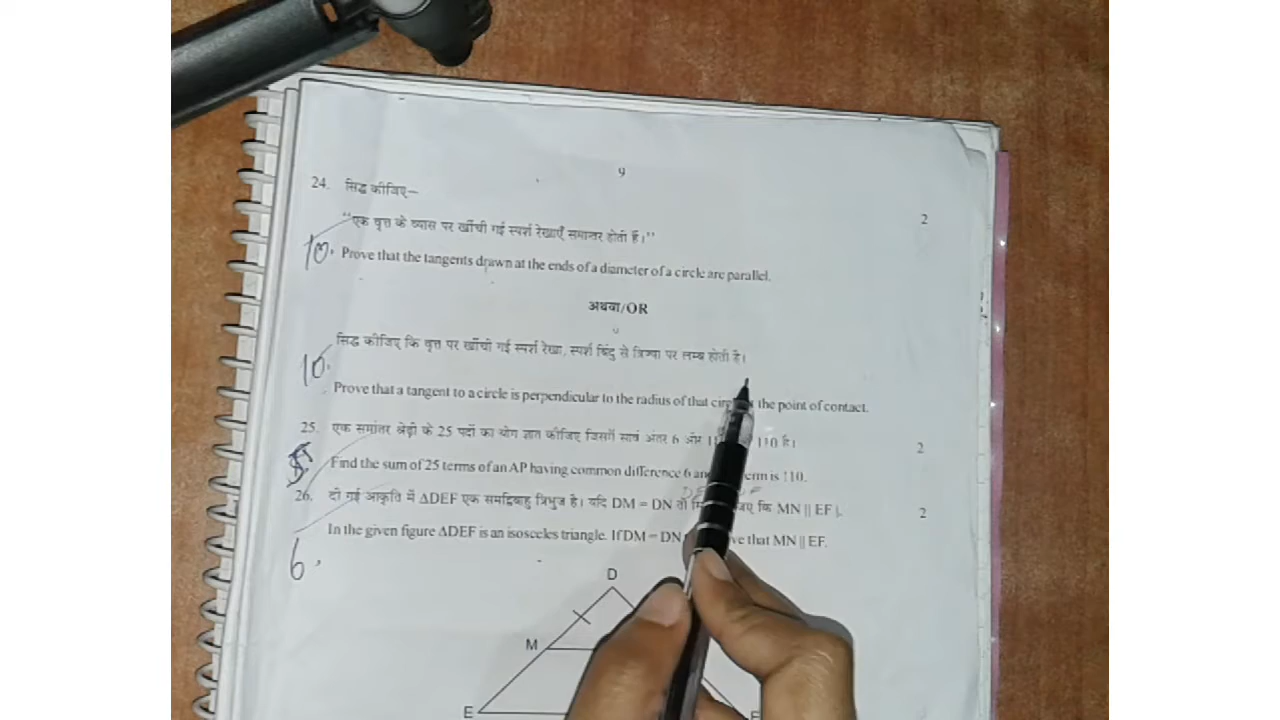 9
24. सिद्ध कीजिए— 2
"एक वृत्त के व्यास पर खींची गई स्पर्श रेखाएँ समान्तर होती हैं।"
10. Prove that the tangents drawn at the ends of a diameter of a circle are parallel.
अथवा/OR
सिद्ध कीजिए कि वृत्त पर खींची गई स्पर्श रेखा, स्पर्श बिंदु से त्रिज्या पर लम्ब होती है।
10.
Prove that a tangent to a circle is perpendicular to the radius of that the point of contact.
25. एक समांतर श्रेढ़ी के 25 पदों का योग ज्ञात कीजिए जिसमें सार्व अंतर 6 और 110 है। 2
Find the sum of 25 terms of an AP having common difference 6 is 110.
26. दी गई आकृति में ΔDEF एक समद्विबाहु त्रिभुज है। यदि DM = DN तो कि MN || EF |. 2
In the given figure ΔDEF is an isosceles triangle. If DM = DN that MN || EF.
6.
D
M
E F